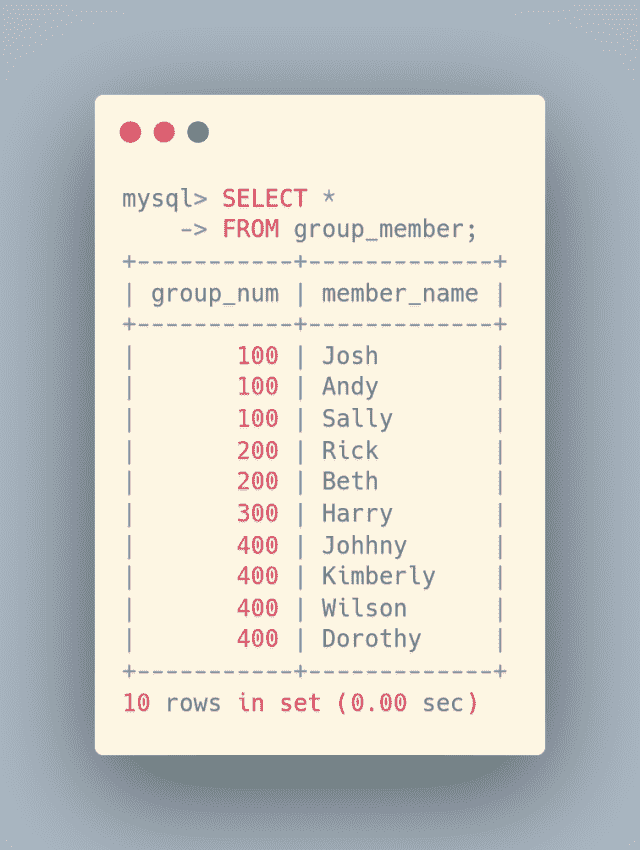 mysql> SELECT *
    -> FROM group_member;
+-----------+-------------+
| group_num | member_name |
+-----------+-------------+
|       100 | Josh        |
|       100 | Andy        |
|       100 | Sally       |
|       200 | Rick        |
|       200 | Beth        |
|       300 | Harry       |
|       400 | Johhny      |
|       400 | Kimberly    |
|       400 | Wilson      |
|       400 | Dorothy     |
+-----------+-------------+
10 rows in set (0.00 sec)